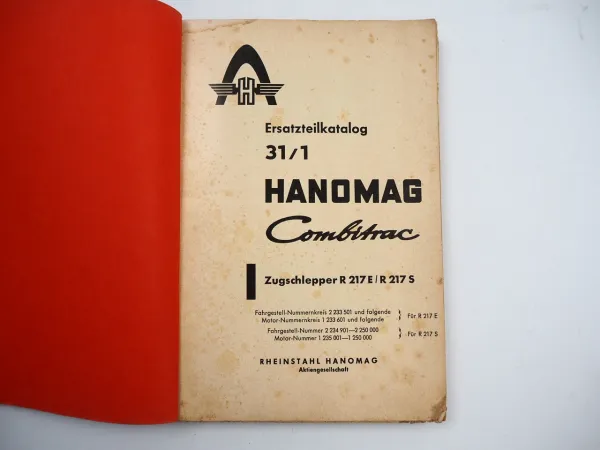 H
Ersatzteilkatalog
31/1
HANOMAG
Combitrac
Zugschlepper R 217 E / R 217 S
Fahrgestell-Nummernkreis 2 233 501 und folgende
Motor-Nummernkreis 1 233 601 und folgende
} Für R 217 E
Fahrgestell-Nummer 2 234 901—2 250 000
Motor-Nummer 1 235 001—1 250 000
} Für R 217 S
RHEINSTAHL HANOMAG
Aktiengesellschaft